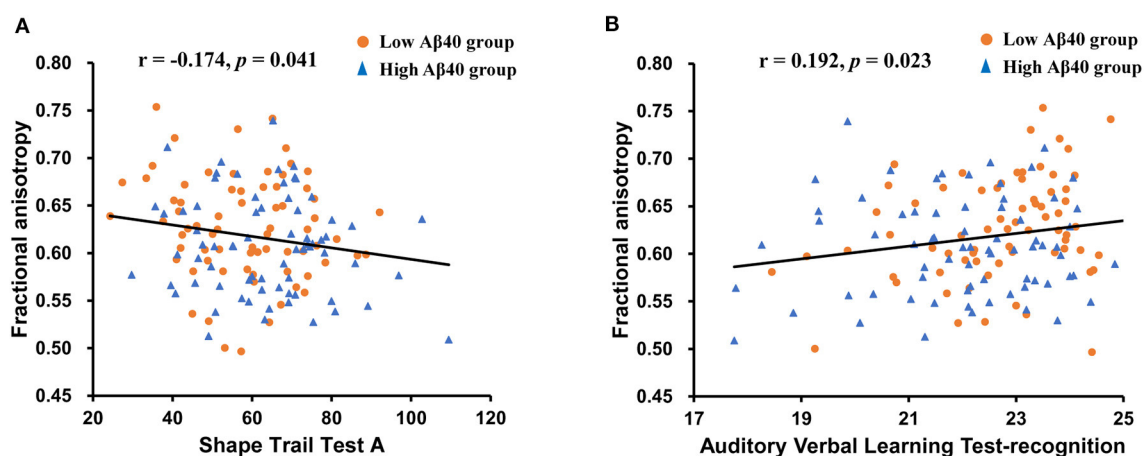 A
Low Aβ40 group
High Aβ40 group
r = -0.174, p = 0.041
Fractional anisotropy
0.80
0.75
0.70
0.65
0.60
0.55
0.50
0.45
20 40 60 80 100 120
Shape Trail Test A
B
Low Aβ40 group
High Aβ40 group
r = 0.192, p = 0.023
Fractional anisotropy
0.80
0.75
0.70
0.65
0.60
0.55
0.50
0.45
17 19 21 23 25
Auditory Verbal Learning Test-recognition